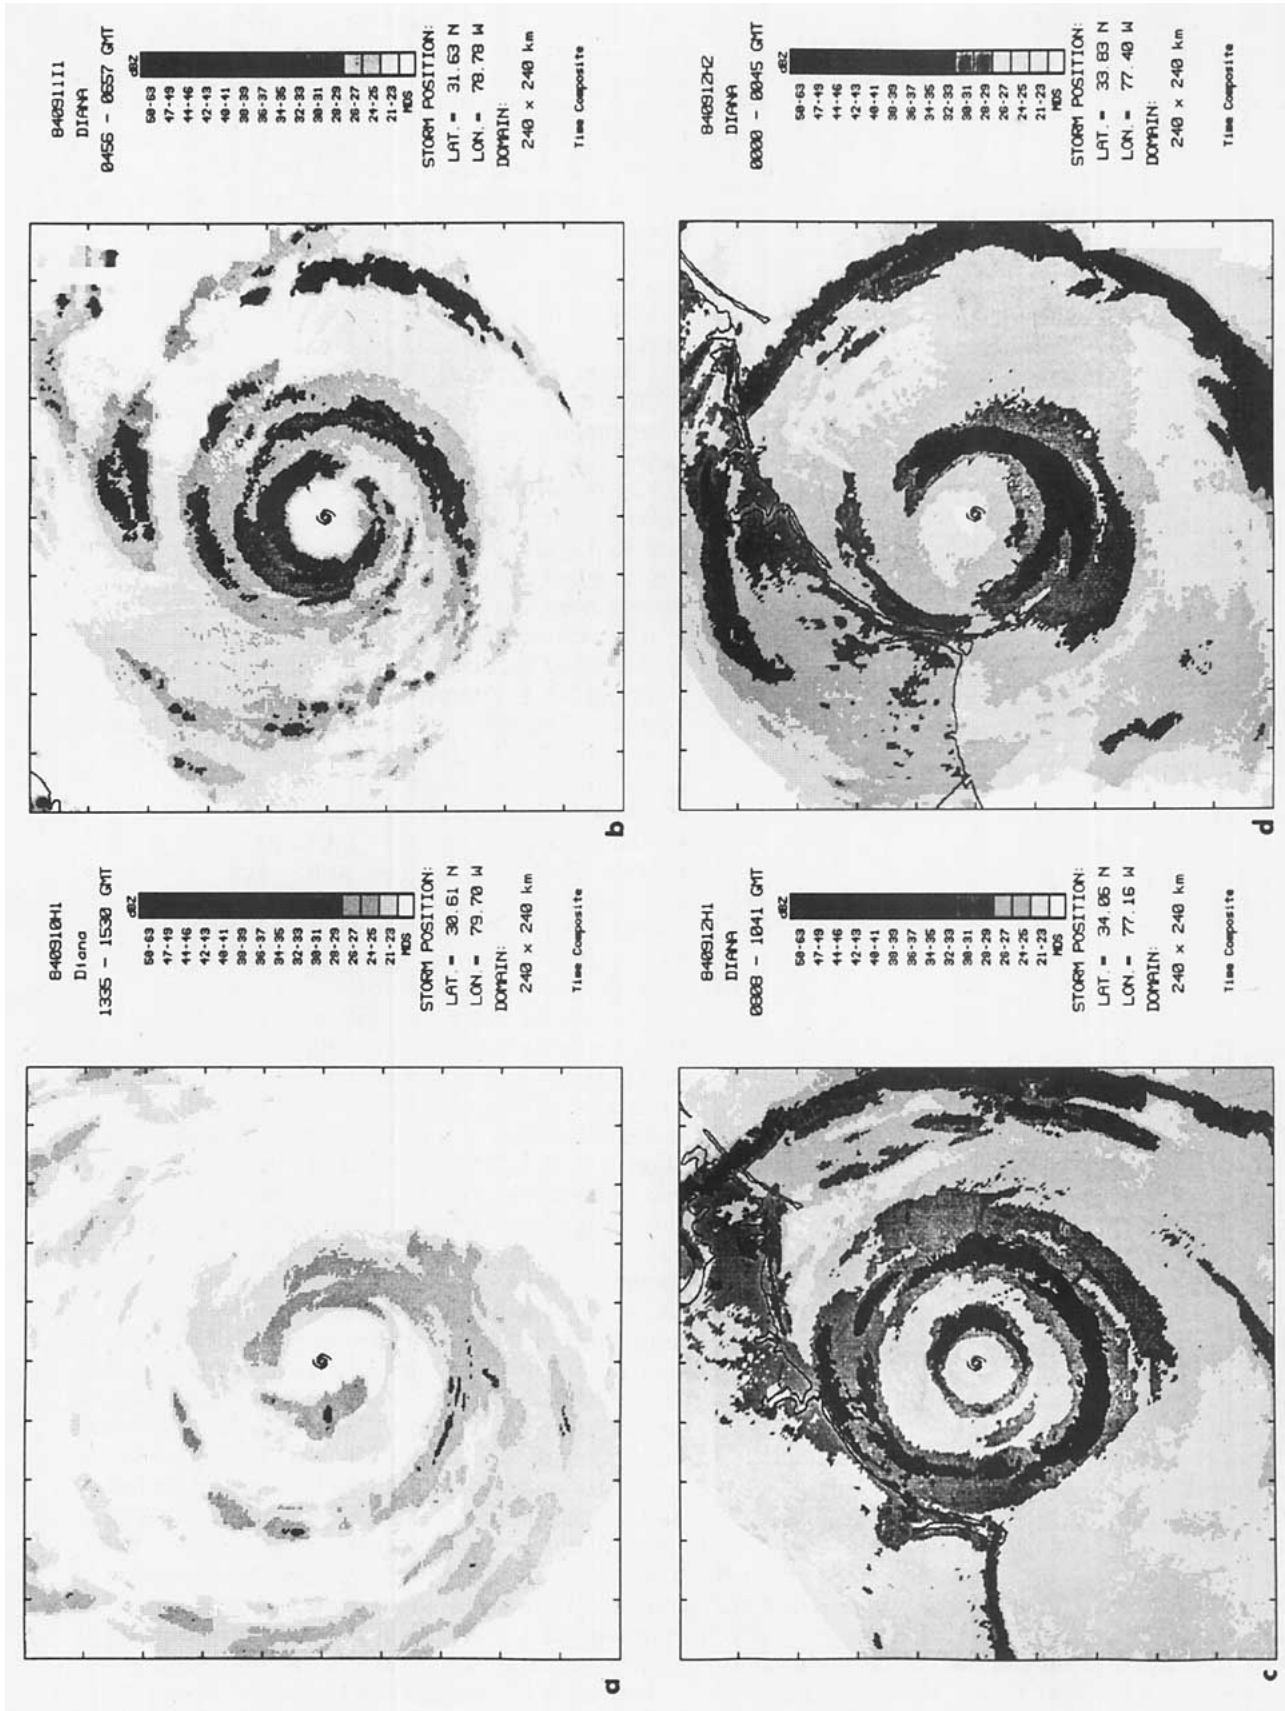 840910H1
Diana
1335 - 1530 GMT
dBZ
50-63
47-49
44-46
42-43
40-41
38-39
36-37
34-35
32-33
30-31
28-29
26-27
24-25
21-23
MDS
STORM POSITION:
LAT. = 30.61 N
LON. = 79.70 W
DOMAIN:
240 x 240 km
Time Composite
a
840911I1
DIANA
0456 - 0557 GMT
dBZ
50-63
47-49
44-46
42-43
40-41
38-39
36-37
34-35
32-33
30-31
28-29
26-27
24-25
21-23
MDS
STORM POSITION:
LAT. = 31.63 N
LON. = 78.78 W
DOMAIN:
240 x 240 km
Time Composite
b
840912H1
DIANA
0808 - 1041 GMT
dBZ
50-63
47-49
44-46
42-43
40-41
38-39
36-37
34-35
32-33
30-31
28-29
26-27
24-25
21-23
MDS
STORM POSITION:
LAT. = 34.06 N
LON. = 77.16 W
DOMAIN:
240 x 240 km
Time Composite
c
840912H2
DIANA
0000 - 0045 GMT
dBZ
50-63
47-49
44-46
42-43
40-41
38-39
36-37
34-35
32-33
30-31
28-29
26-27
24-25
21-23
MDS
STORM POSITION:
LAT. = 33.83 N
LON. = 77.40 W
DOMAIN:
240 x 240 km
Time Composite
d